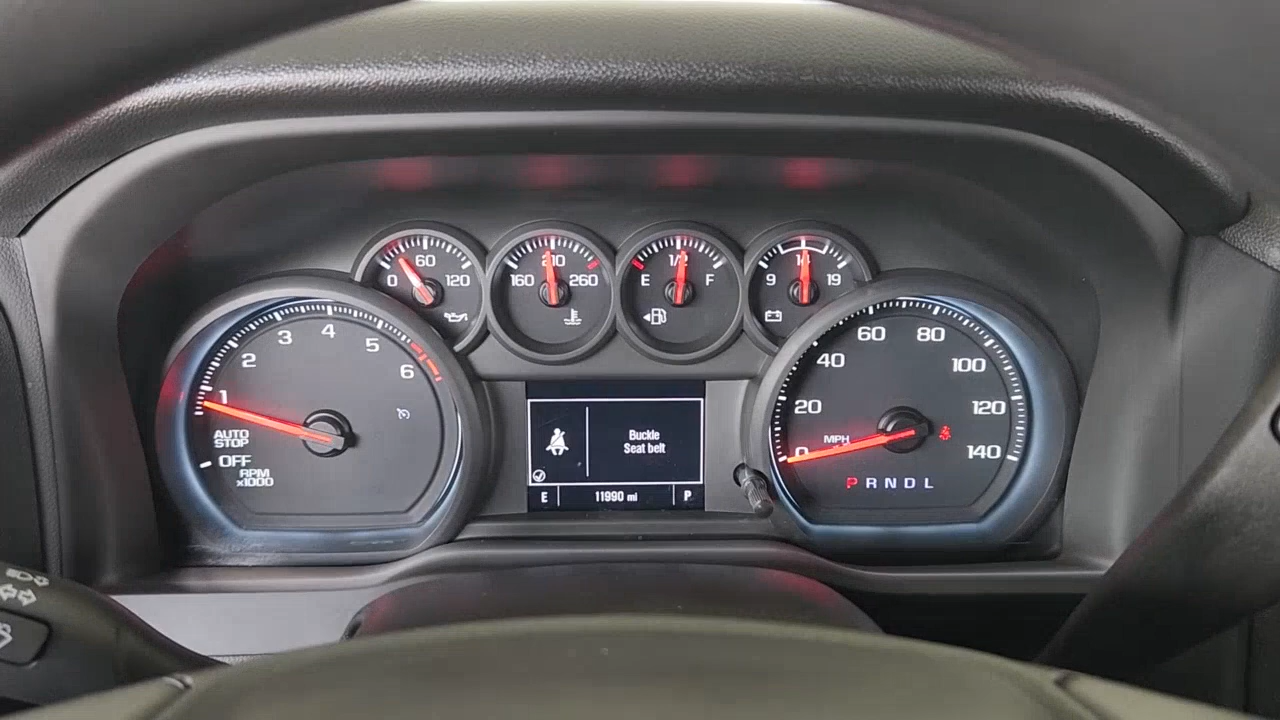 0 60 120
160 210 260
E 1/2 F
9 14 19
1 2 3 4 5 6
AUTO
STOP
OFF
RPM
x1000
Buckle
Seat belt
E 11990 mi P
0 20 40 60 80 100 120 140
MPH
P R N D L